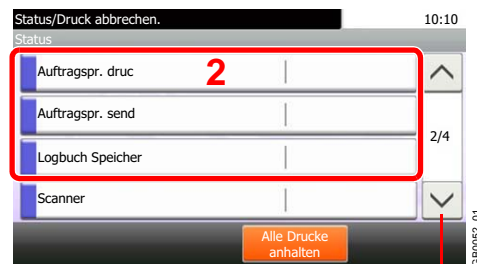 Status/Druck abbrechen. 10:10
Status
Auftragspr. druc
2
Auftragspr. send
2/4
Logbuch Speicher
Scanner
Alle Drucke
anhalten